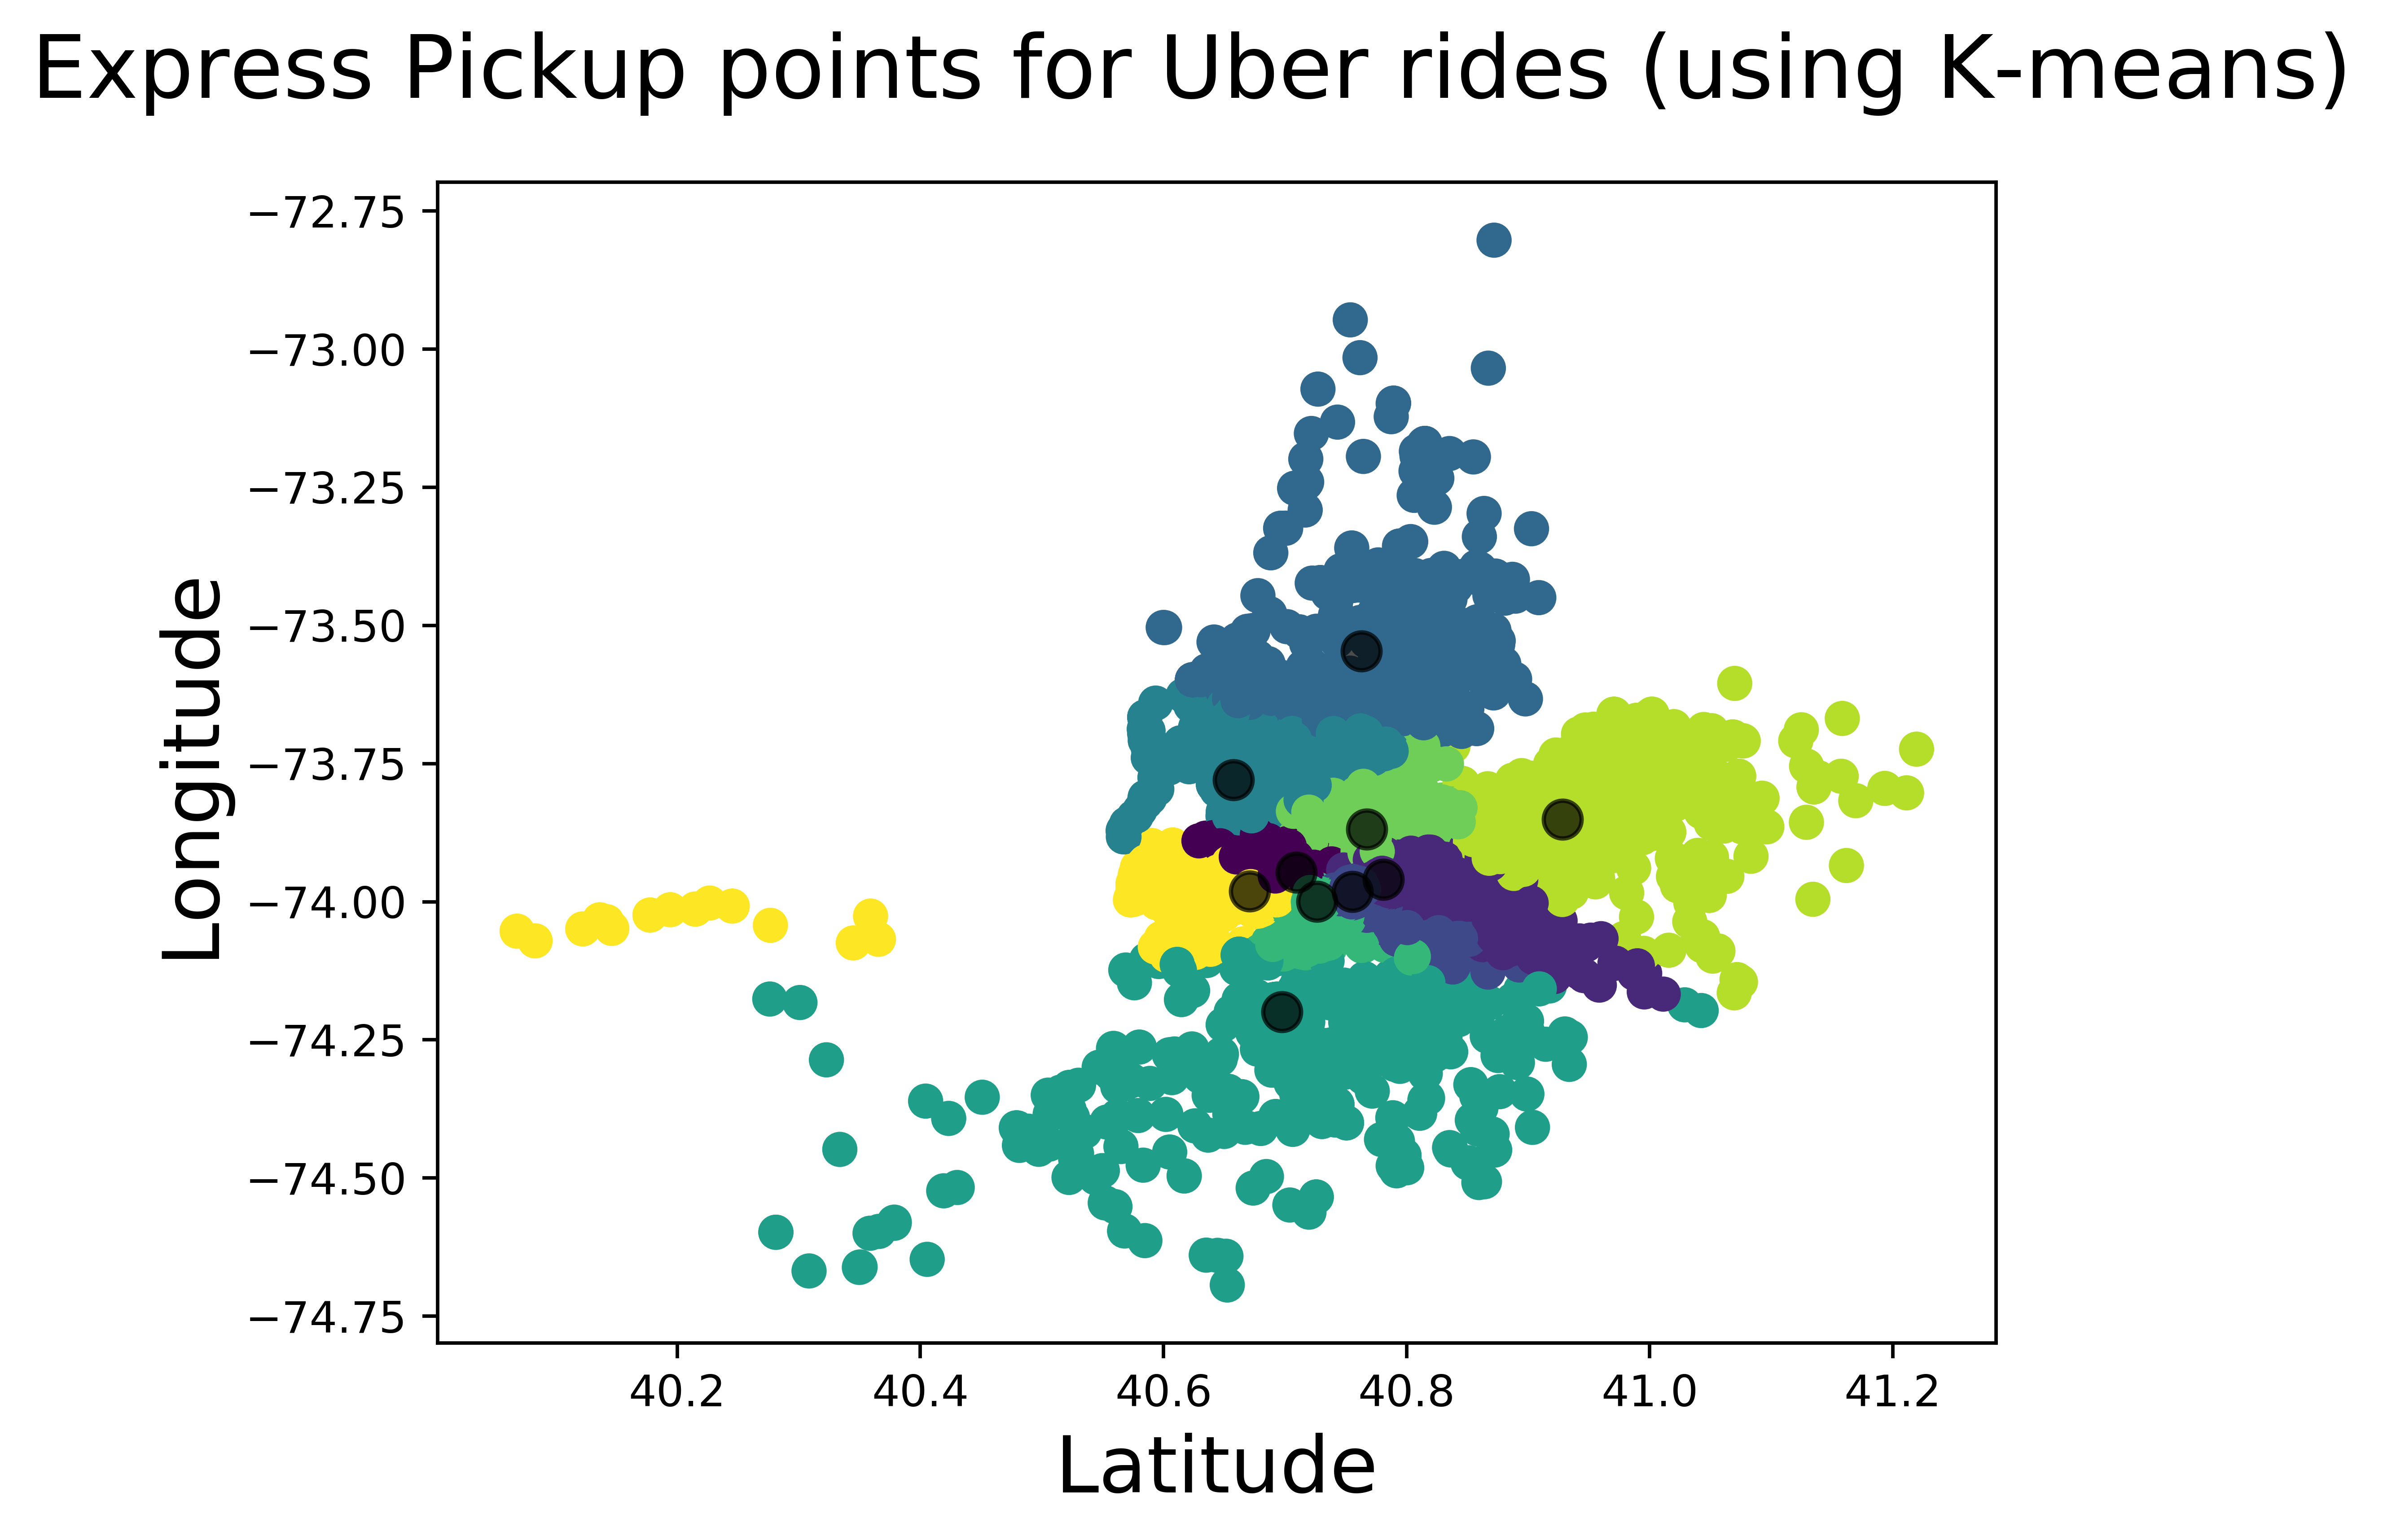 Express Pickup points for Uber rides (using K-means)
−72.75
−73.00
−73.25
−73.50
−73.75
−74.00
−74.25
−74.50
−74.75
Longitude
40.2 40.4 40.6 40.8 41.0 41.2
Latitude